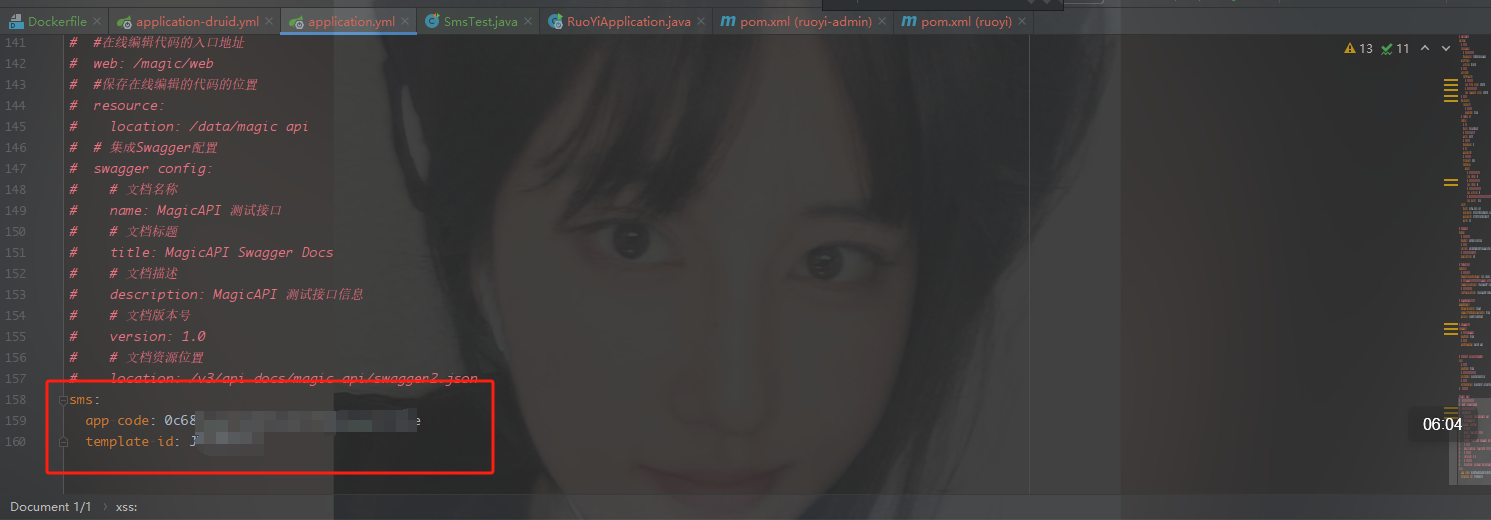 Dockerfile application-druid.yml application.yml SmsTest.java RuoYiApplication.java pom.xml (ruoyi-admin) pom.xml (ruoyi)
13 11
141 # #在线编辑代码的入口地址
142 # web: /magic/web
143 # #保存在线编辑的代码的位置
144 # resource:
145 # location: /data/magic api
146 # # 集成Swagger配置
147 # swagger config:
148 # # 文档名称
149 # name: MagicAPI 测试接口
150 # # 文档标题
151 # title: MagicAPI Swagger Docs
152 # # 文档描述
153 # description: MagicAPI 测试接口信息
154 # # 文档版本号
155 # version: 1.0
156 # # 文档资源位置
157 # location: /v3/api docs/magic api/swagger2.json
158 sms:
159 app code: 0c68 e
160 template id: J
06:04
Document 1/1 xss: